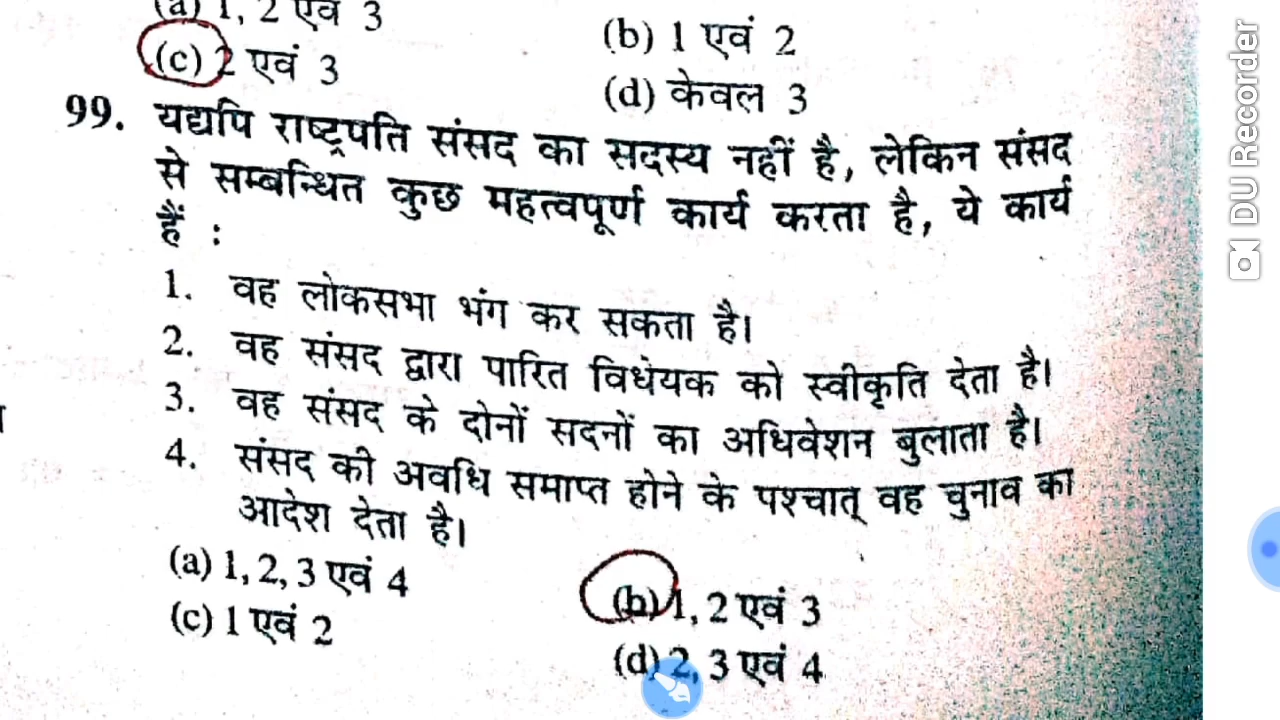 (a) 1, 2 एवं 3
(b) 1 एवं 2
(c) 2 एवं 3
(d) केवल 3
99. यद्यपि राष्ट्रपति संसद का सदस्य नहीं है, लेकिन संसद
से सम्बन्धित कुछ महत्वपूर्ण कार्य करता है, ये कार्य
हैं :
1. वह लोकसभा भंग कर सकता है।
2. वह संसद द्वारा पारित विधेयक को स्वीकृति देता है।
3. वह संसद के दोनों सदनों का अधिवेशन बुलाता है।
4. संसद की अवधि समाप्त होने के पश्चात् वह चुनाव का
आदेश देता है।
(a) 1, 2, 3 एवं 4
(b) 1, 2 एवं 3
(c) 1 एवं 2
(d) 2, 3 एवं 4
DU Recorder